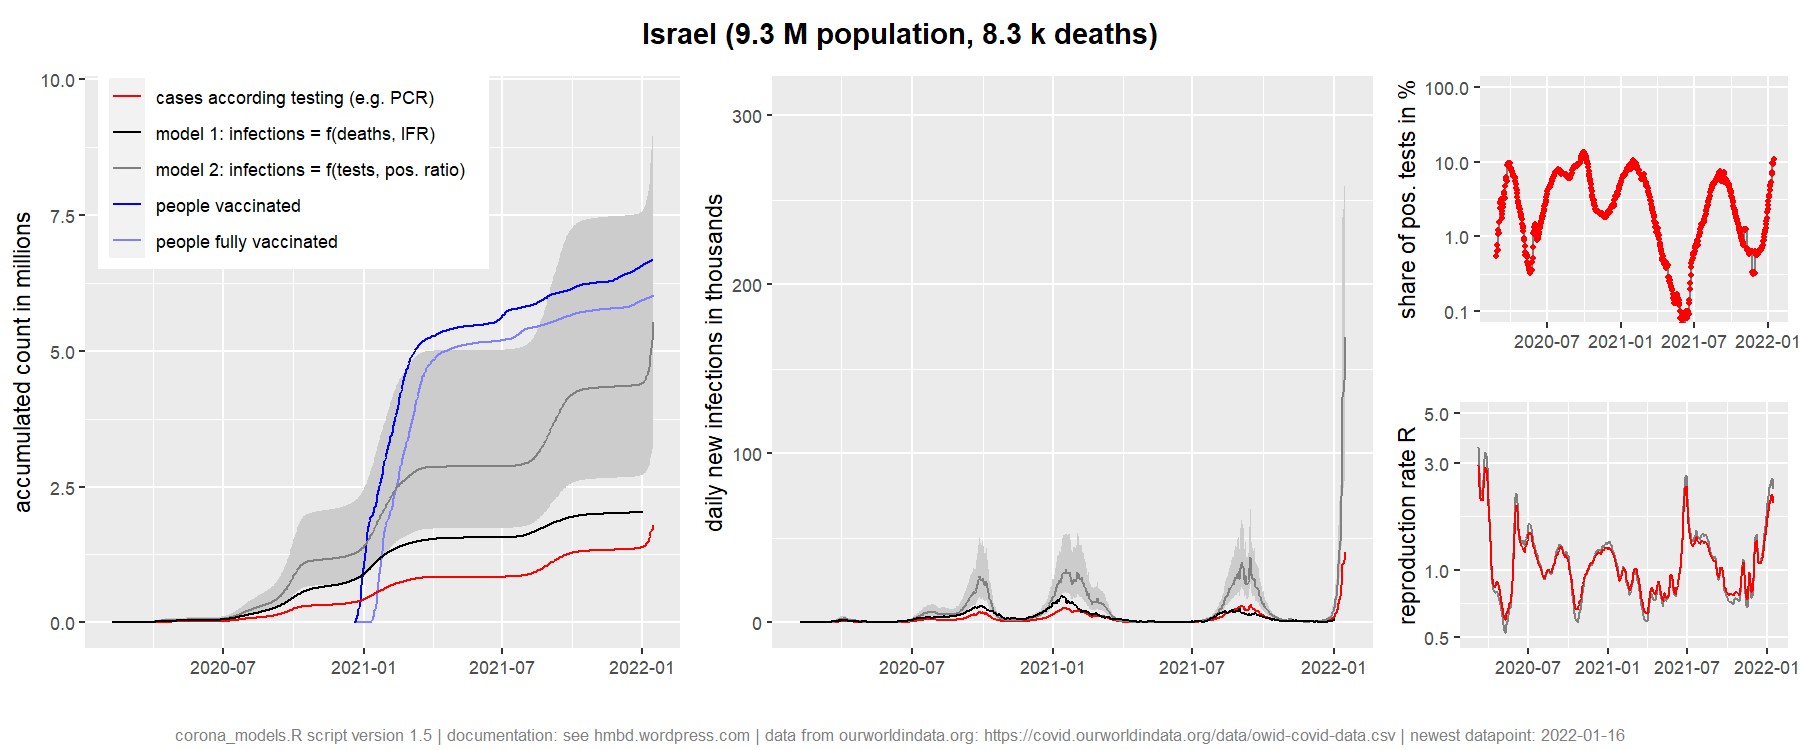 Israel (9.3 M population, 8.3 k deaths)
accumulated count in millions
10.0
7.5
5.0
2.5
0.0
cases according testing (e.g. PCR)
model 1: infections = f(deaths, IFR)
model 2: infections = f(tests, pos. ratio)
people vaccinated
people fully vaccinated
2020-07 2021-01 2021-07 2022-01
daily new infections in thousands
300
200
100
0
2020-07 2021-01 2021-07 2022-01
share of pos. tests in %
100.0
10.0
1.0
0.1
2020-07 2021-01 2021-07 2022-01
reproduction rate R
5.0
3.0
1.0
0.5
2020-07 2021-01 2021-07 2022-01
corona_models.R script version 1.5 | documentation: see hmbd.wordpress.com | data from ourworldindata.org: https://covid.ourworldindata.org/data/owid-covid-data.csv | newest datapoint: 2022-01-16